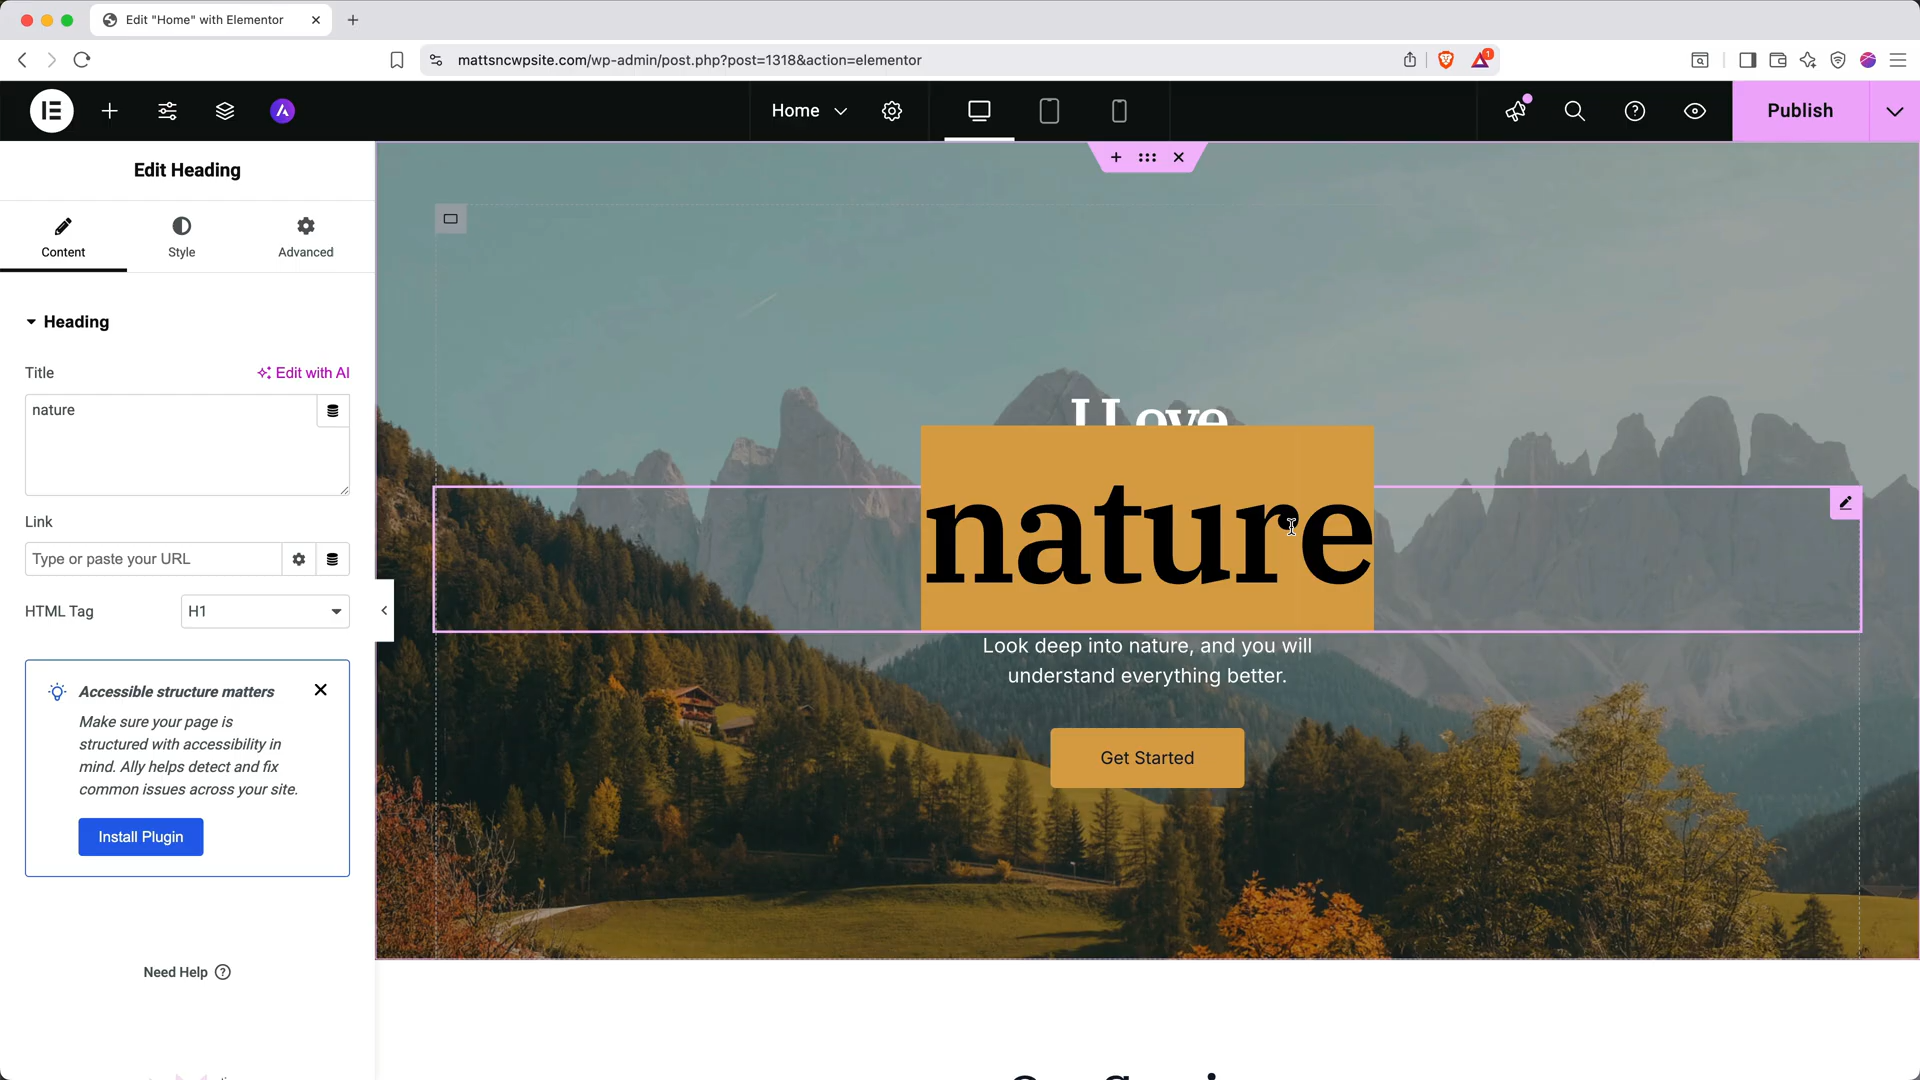 Edit "Home" with Elementor
mattsncwpsite.com/wp-admin/post.php?post=1318&action=elementor
1
Home
Publish
Edit Heading
Content
Style
Advanced
Heading
Title
Edit with AI
nature
Link
Type or paste your URL
HTML Tag
H1
Accessible structure matters
Make sure your page is
structured with accessibility in
mind. Ally helps detect and fix
common issues across your site.
Install Plugin
Need Help
I Love
nature
Look deep into nature, and you will
understand everything better.
Get Started